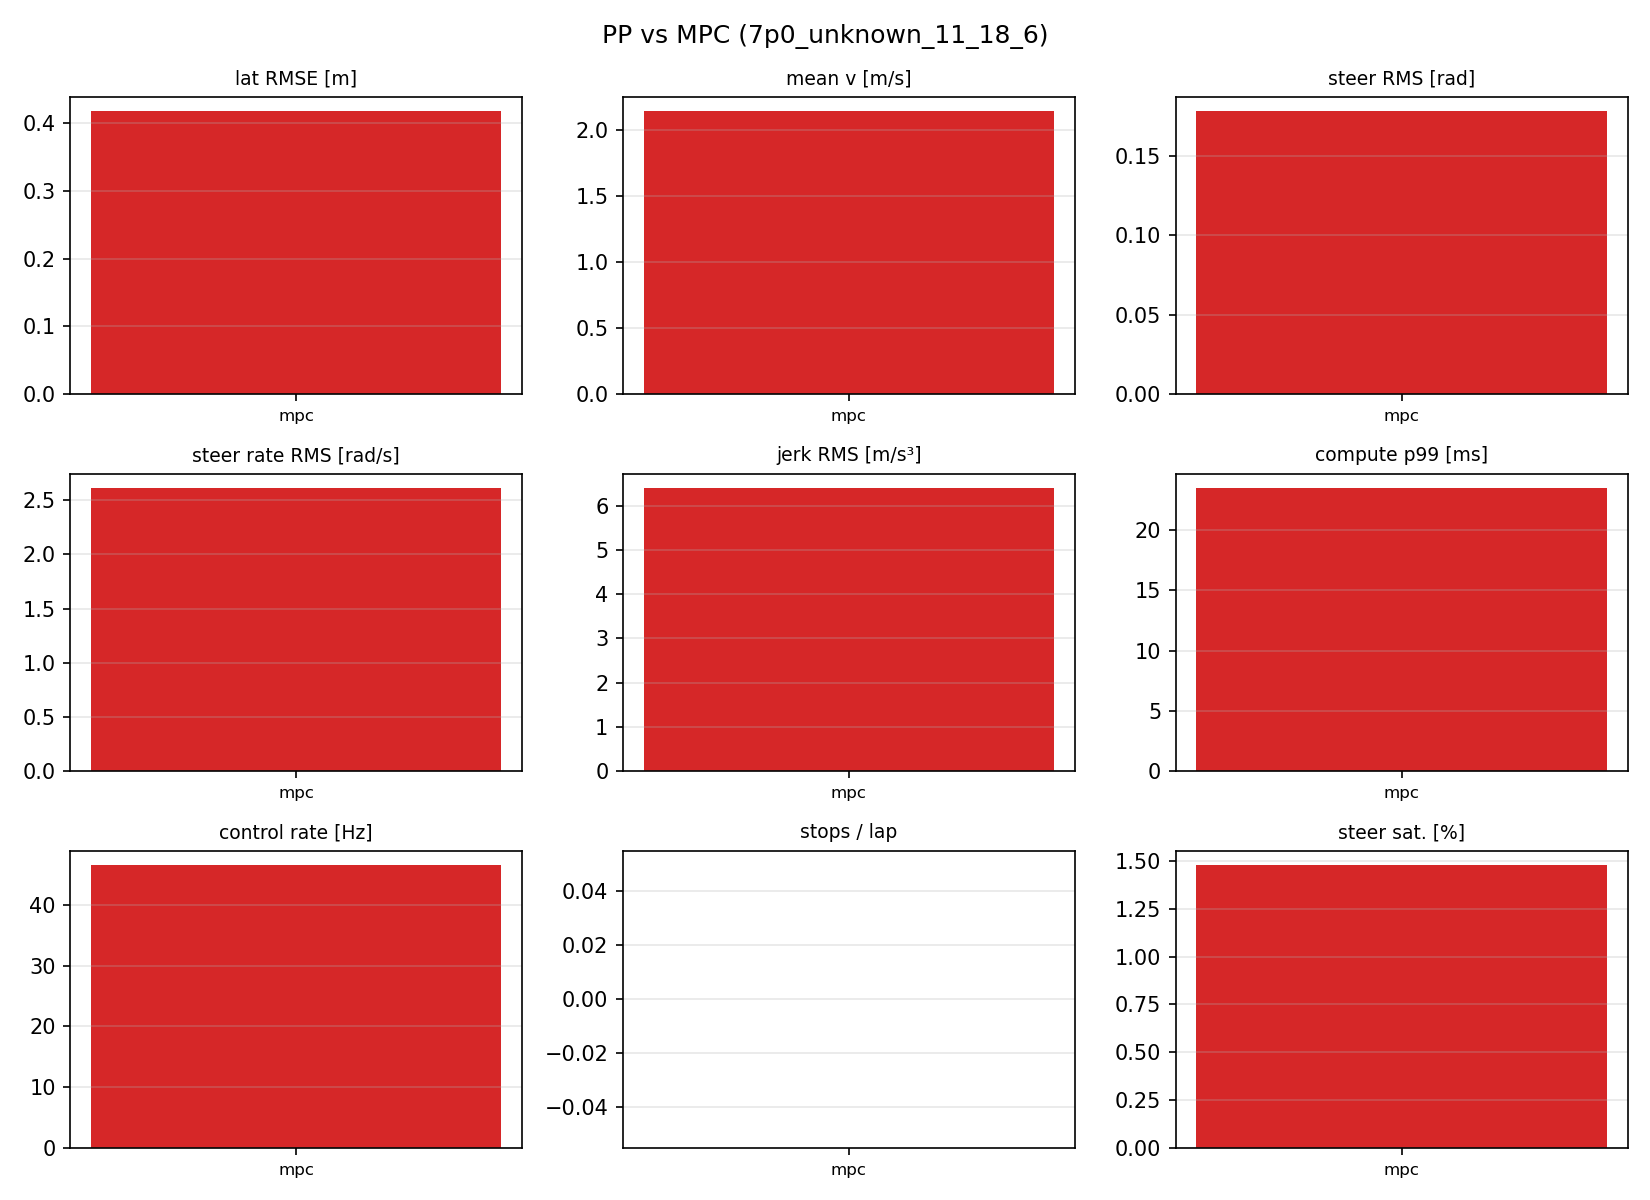 PP vs MPC (7p0_unknown_11_18_6)
lat RMSE [m]
0.4
0.3
0.2
0.1
0.0
mpc
mean v [m/s]
2.0
1.5
1.0
0.5
0.0
mpc
steer RMS [rad]
0.15
0.10
0.05
0.00
mpc
steer rate RMS [rad/s]
2.5
2.0
1.5
1.0
0.5
0.0
mpc
jerk RMS [m/s³]
6
5
4
3
2
1
0
mpc
compute p99 [ms]
20
15
10
5
0
mpc
control rate [Hz]
40
30
20
10
0
mpc
stops / lap
0.04
0.02
0.00
−0.02
−0.04
mpc
steer sat. [%]
1.50
1.25
1.00
0.75
0.50
0.25
0.00
mpc